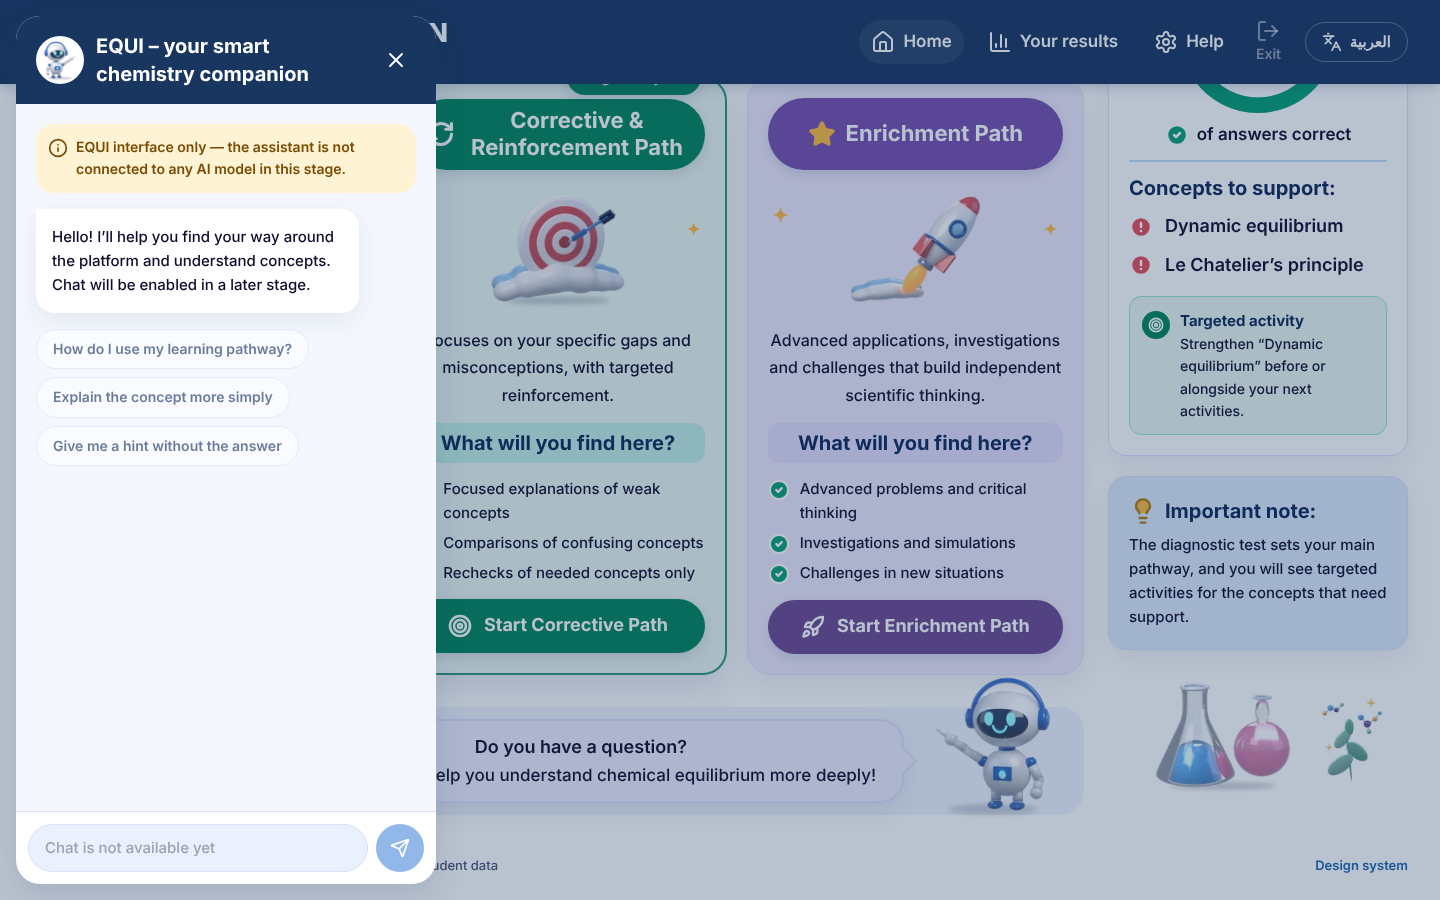 EQUI – your smart
chemistry companion
EQUI interface only — the assistant is not
connected to any AI model in this stage.
Hello! I’ll help you find your way around
the platform and understand concepts.
Chat will be enabled in a later stage.
How do I use my learning pathway?
Explain the concept more simply
Give me a hint without the answer
Chat is not available yet
N
Home
Your results
Help
Exit
العربية
Corrective &
Reinforcement Path
ocuses on your specific gaps and
misconceptions, with targeted
reinforcement.
What will you find here?
Focused explanations of weak
concepts
Comparisons of confusing concepts
Rechecks of needed concepts only
Start Corrective Path
Enrichment Path
Advanced applications, investigations
and challenges that build independent
scientific thinking.
What will you find here?
Advanced problems and critical
thinking
Investigations and simulations
Challenges in new situations
Start Enrichment Path
of answers correct
Concepts to support:
Dynamic equilibrium
Le Chatelier’s principle
Targeted activity
Strengthen “Dynamic
equilibrium” before or
alongside your next
activities.
Important note:
The diagnostic test sets your main
pathway, and you will see targeted
activities for the concepts that need
support.
Do you have a question?
elp you understand chemical equilibrium more deeply!
udent data
Design system